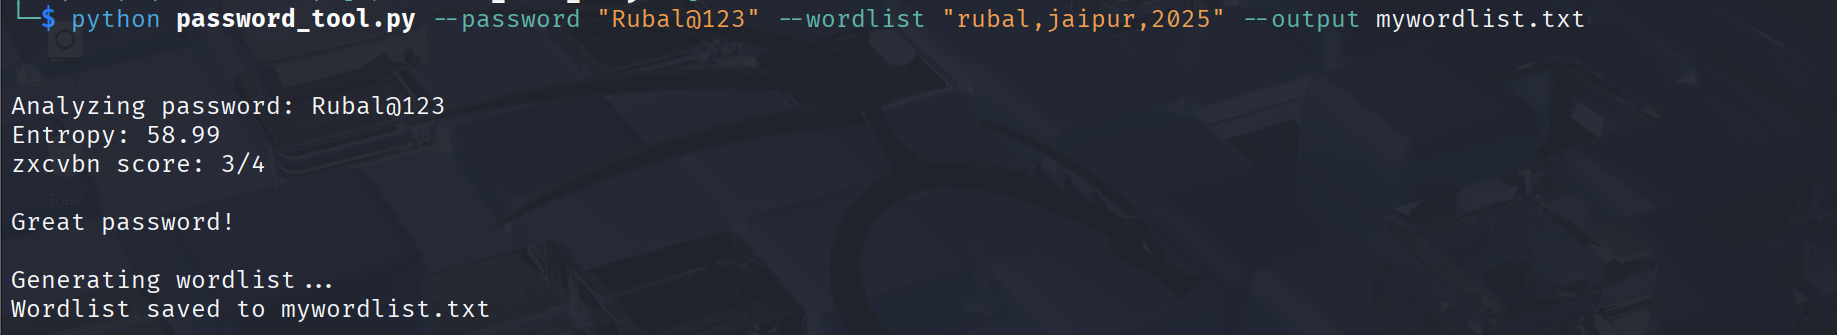 └─$ python password_tool.py --password "Rubal@123" --wordlist "rubal,jaipur,2025" --output mywordlist.txt
Analyzing password: Rubal@123
Entropy: 58.99
zxcvbn score: 3/4
Trash
Great password!
Generating wordlist...
Wordlist saved to mywordlist.txt